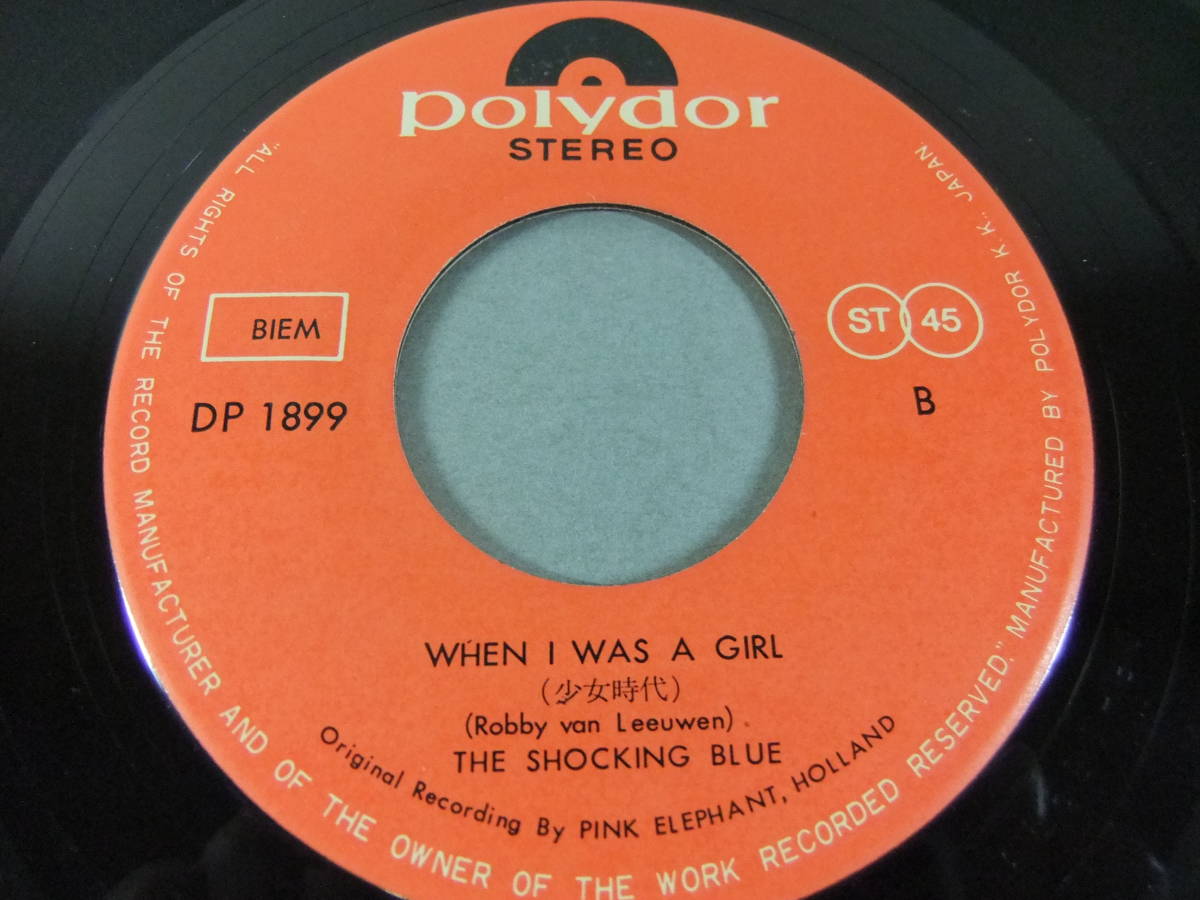 polydor
STEREO
BIEM
ST 45
DP 1899
B
WHEN I WAS A GIRL
(少女時代)
(Robby van Leeuwen)
THE SHOCKING BLUE
Original Recording By PINK ELEPHANT, HOLLAND
"ALL RIGHTS OF THE RECORD MANUFACTURER AND OF THE OWNER OF THE WORK RECORDED RESERVED." MANUFACTURED BY POLYDOR K. K., JAPAN.